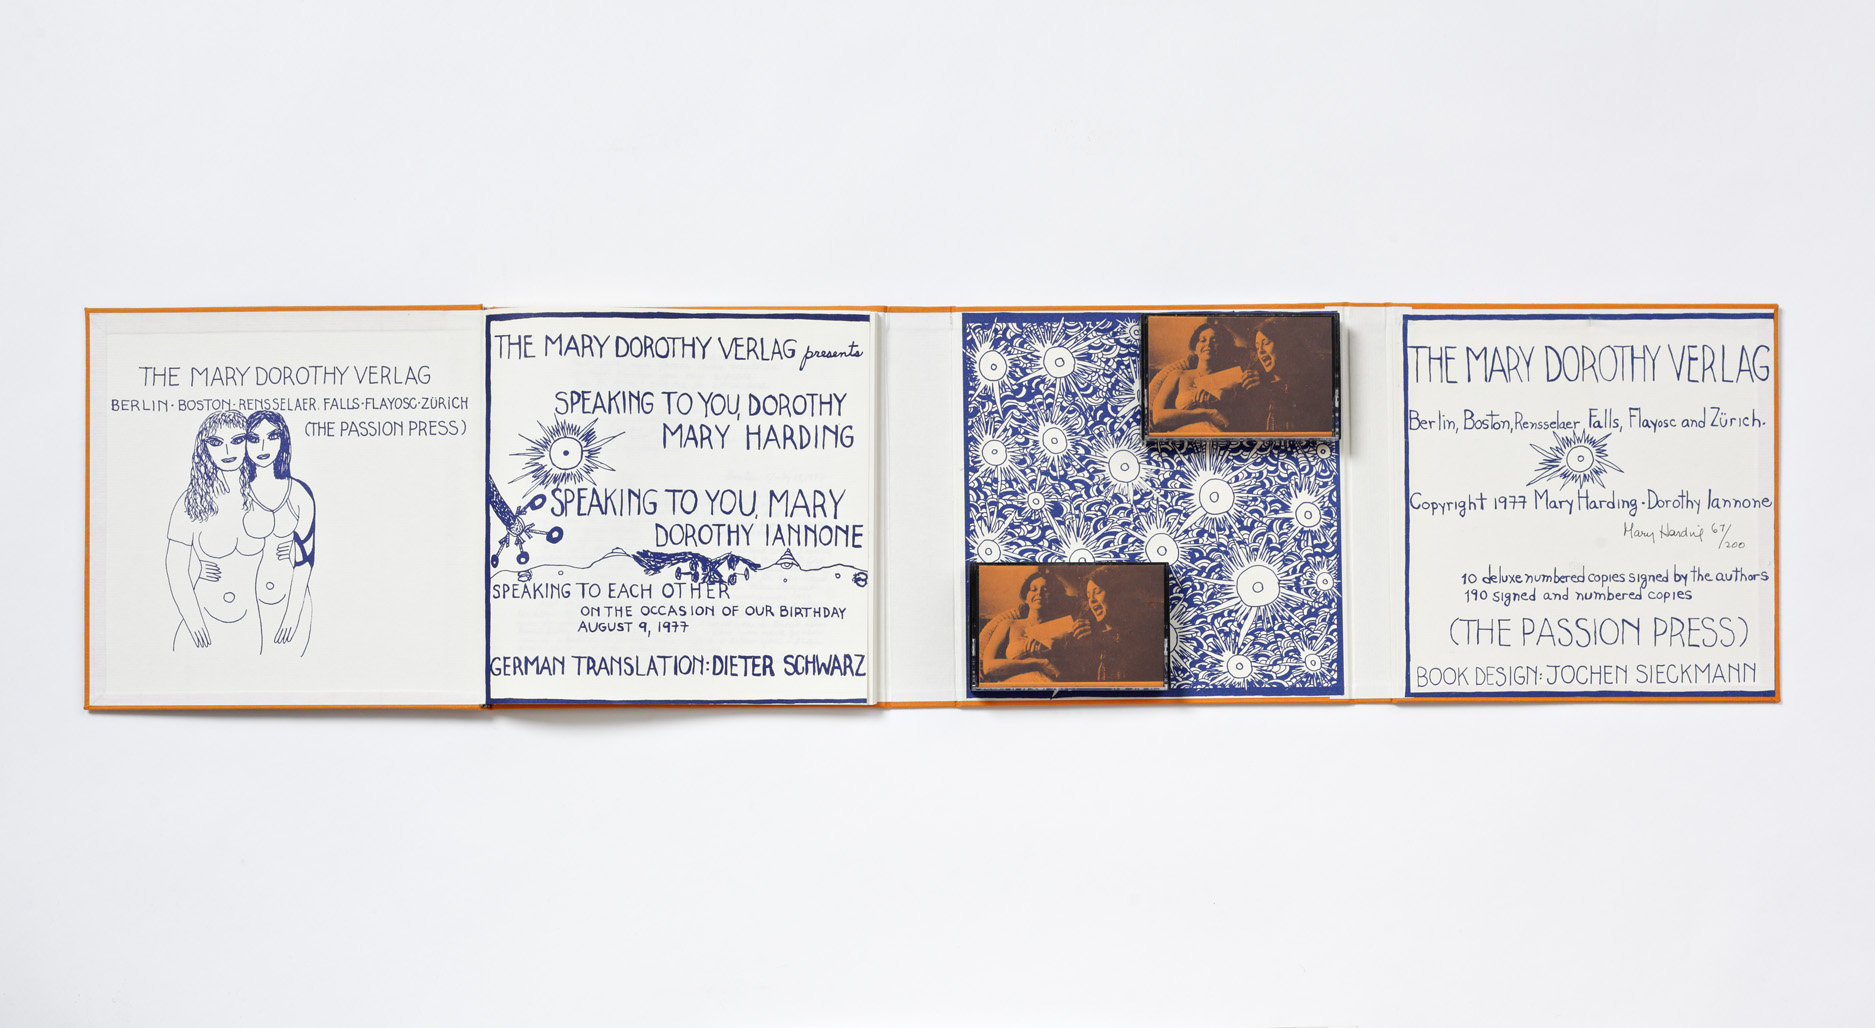 THE MARY DOROTHY VERLAG
BERLIN · BOSTON · RENSSELAER. FALLS · FLAYOSC · ZÜRICH
(THE PASSION PRESS)
THE MARY DOROTHY VERLAG presents
SPEAKING TO YOU, DOROTHY
MARY HARDING
SPEAKING TO YOU, MARY
DOROTHY IANNONE
SPEAKING TO EACH OTHER
ON THE OCCASION OF OUR BIRTHDAY
AUGUST 9, 1977
GERMAN TRANSLATION: DIETER SCHWARZ
THE MARY DOROTHY VERLAG
Berlin, Boston, Rensselaer Falls, Flayosc and Zürich.
Copyright 1977 Mary Harding · Dorothy Iannone
Mary Harding 67/200
10 deluxe numbered copies signed by the authors
190 signed and numbered copies
(THE PASSION PRESS)
BOOK DESIGN: JOCHEN SIECKMANN